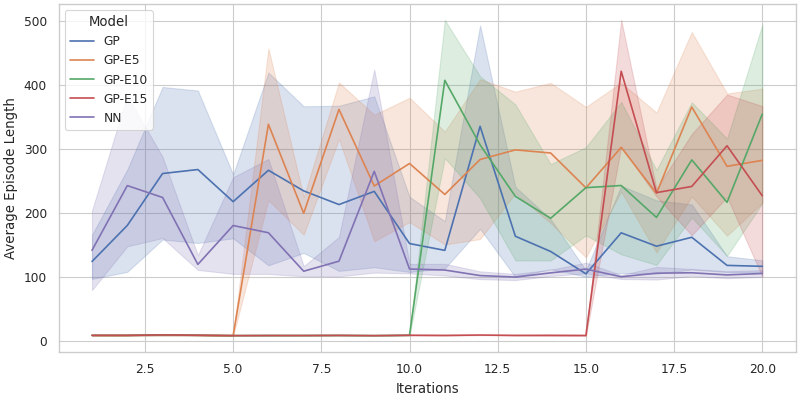 Model
GP
GP-E5
GP-E10
GP-E15
NN
Average Episode Length
500
400
300
200
100
0
2.5 5.0 7.5 10.0 12.5 15.0 17.5 20.0
Iterations